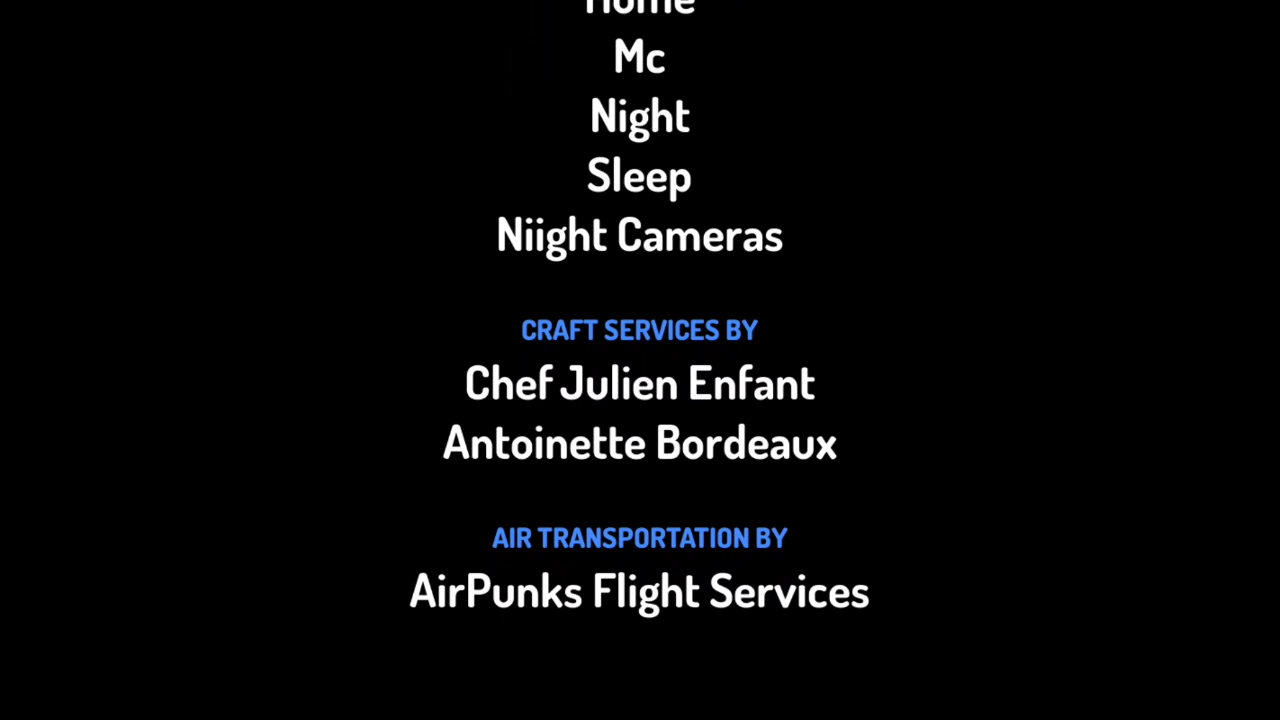 Home
Mc
Night
Sleep
Niight Cameras
CRAFT SERVICES BY
Chef Julien Enfant
Antoinette Bordeaux
AIR TRANSPORTATION BY
AirPunks Flight Services